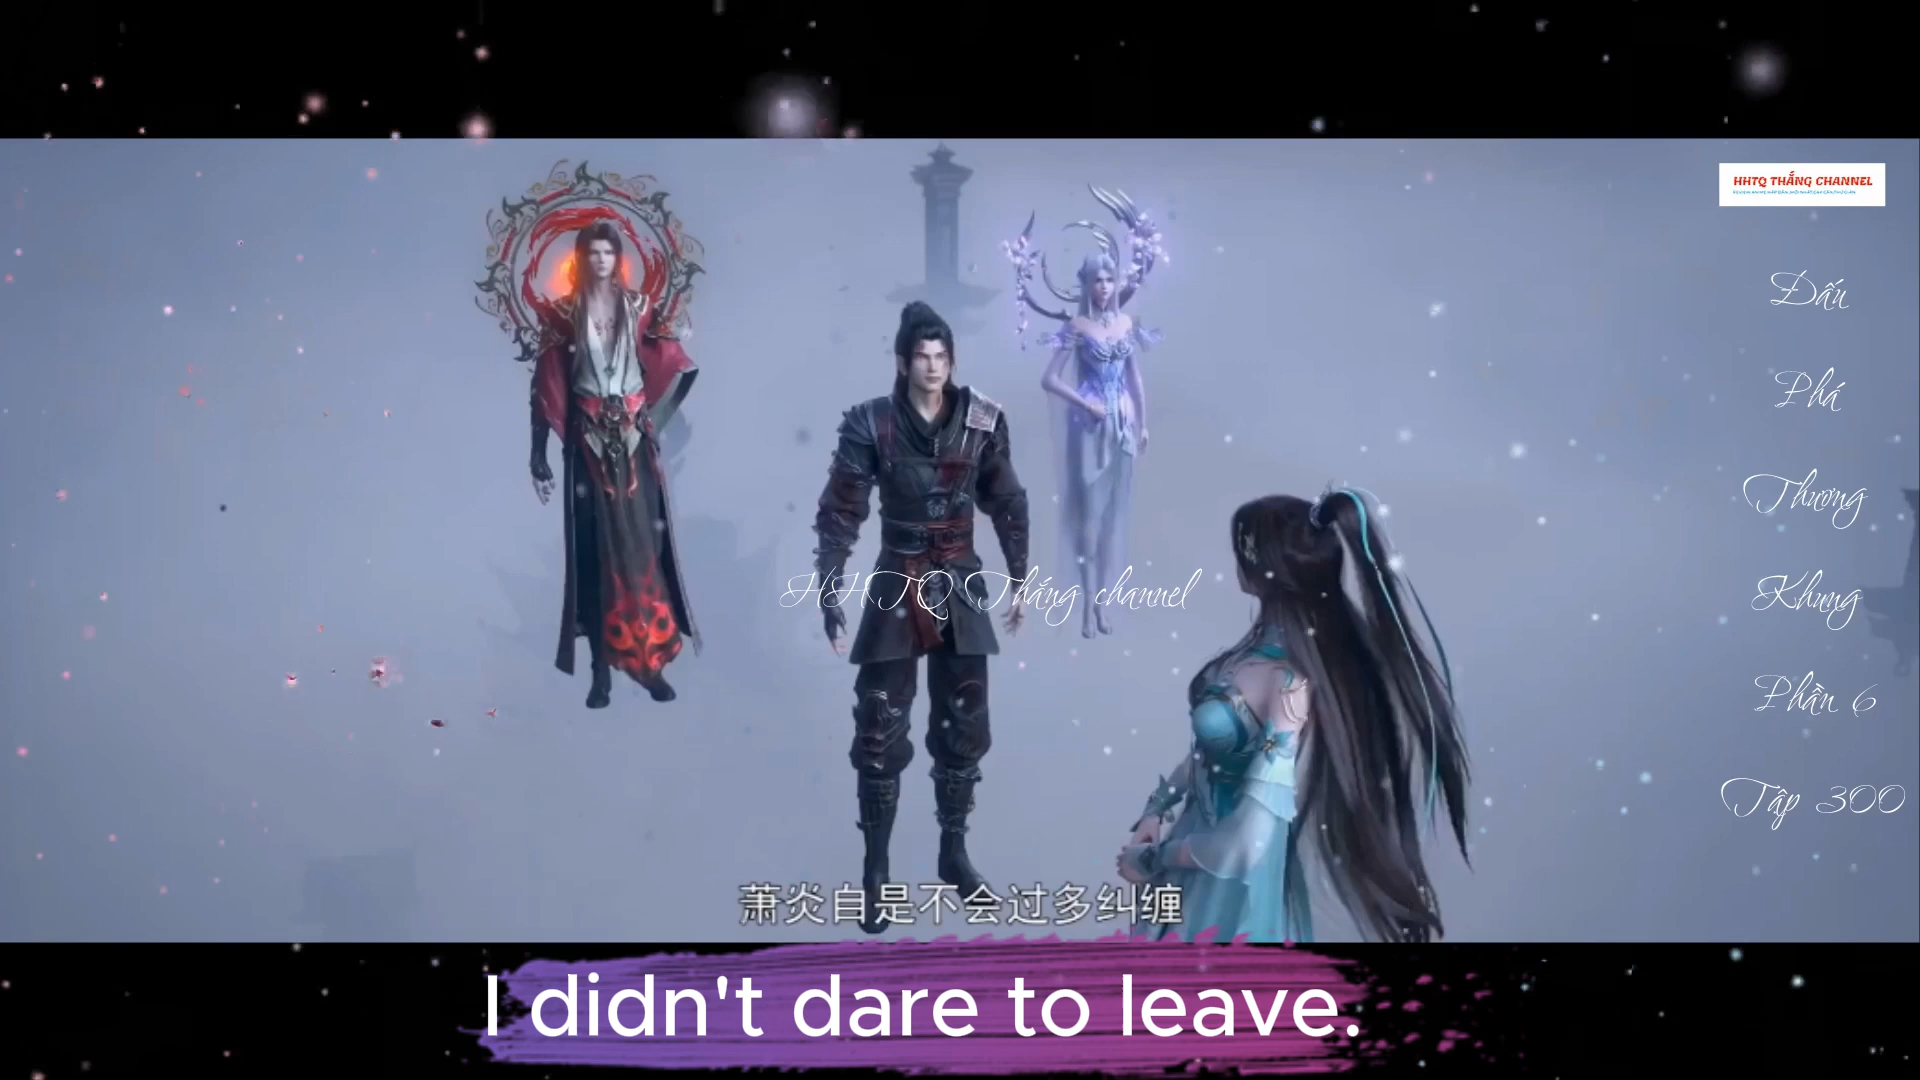 HHTQ THẮNG CHANNEL
Đấu
Phá
Thương
Khung
Phần 6
Tập 300
HHTQ Thắng channel
萧炎自是不会过多纠缠
I didn't dare to leave.